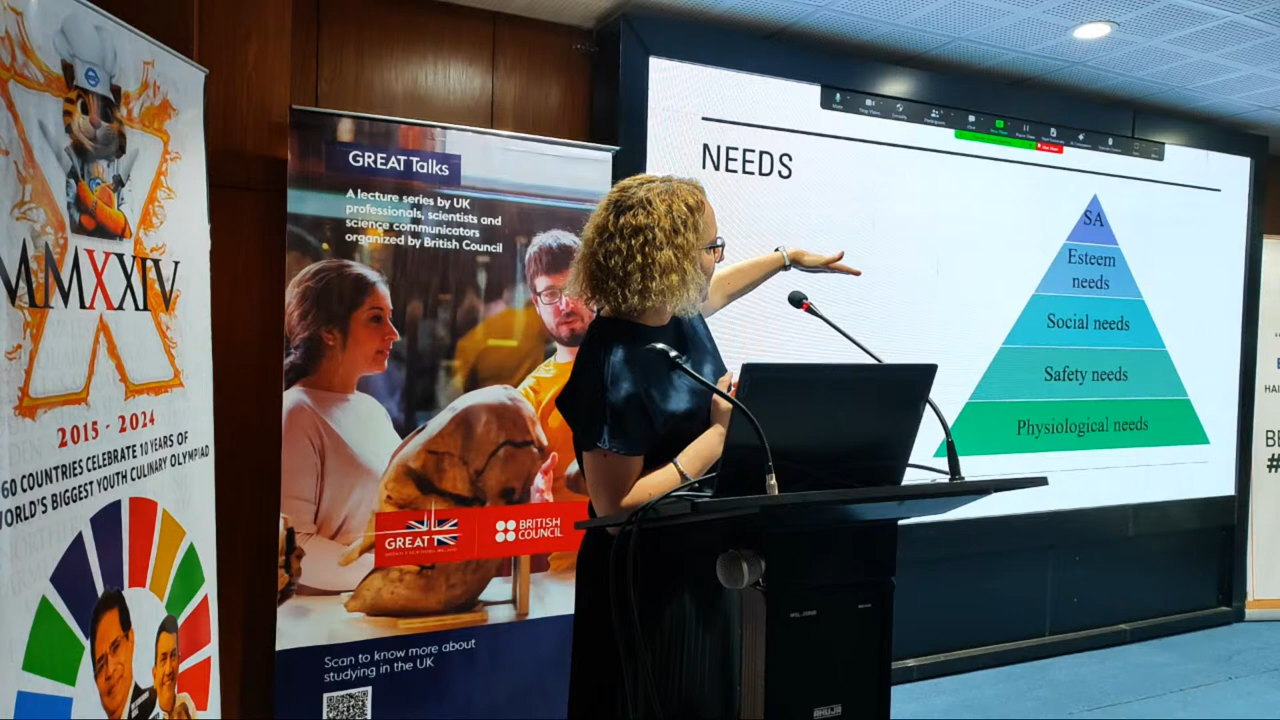 MMXXIV
2015 - 2024
60 COUNTRIES CELEBRATE 10 YEARS OF
WORLD'S BIGGEST YOUTH CULINARY OLYMPIAD
GREAT Talks
A lecture series by UK
professionals, scientists and
science communicators
organized by British Council
GREAT
BRITISH
COUNCIL
Scan to know more about
studying in the UK
NEEDS
SA
Esteem
needs
Social needs
Safety needs
Physiological needs
AHUJA